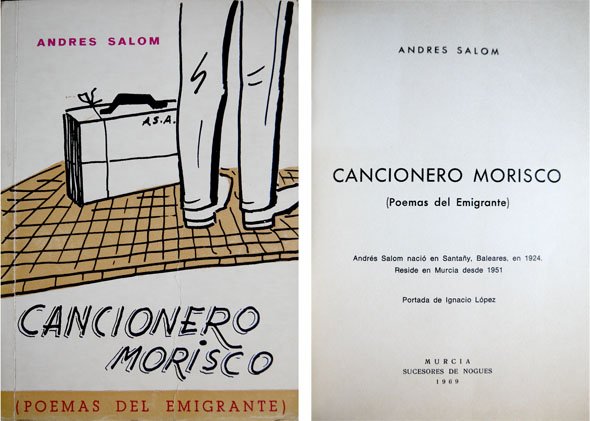 ANDRES SALOM
A.S.A.
CANCIONERO
MORISCO
(POEMAS DEL EMIGRANTE)
ANDRES SALOM
CANCIONERO MORISCO
(Poemas del Emigrante)
Andrés Salom nació en Santañy, Baleares, en 1924.
Reside en Murcia desde 1951
Portada de Ignacio López
MURCIA
SUCESORES DE NOGUES
1969